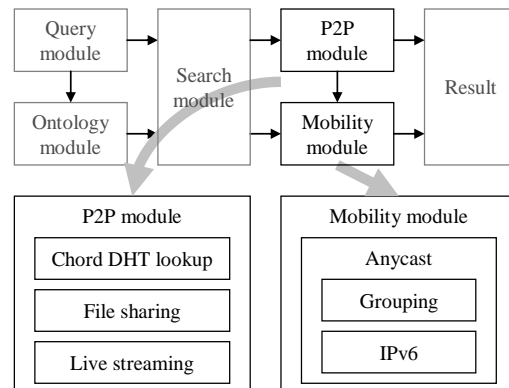 Query
module
Ontology
module
Search
module
P2P
module
Mobility
module
Result
P2P module
Chord DHT lookup
File sharing
Live streaming
Mobility module
Anycast
Grouping
IPv6